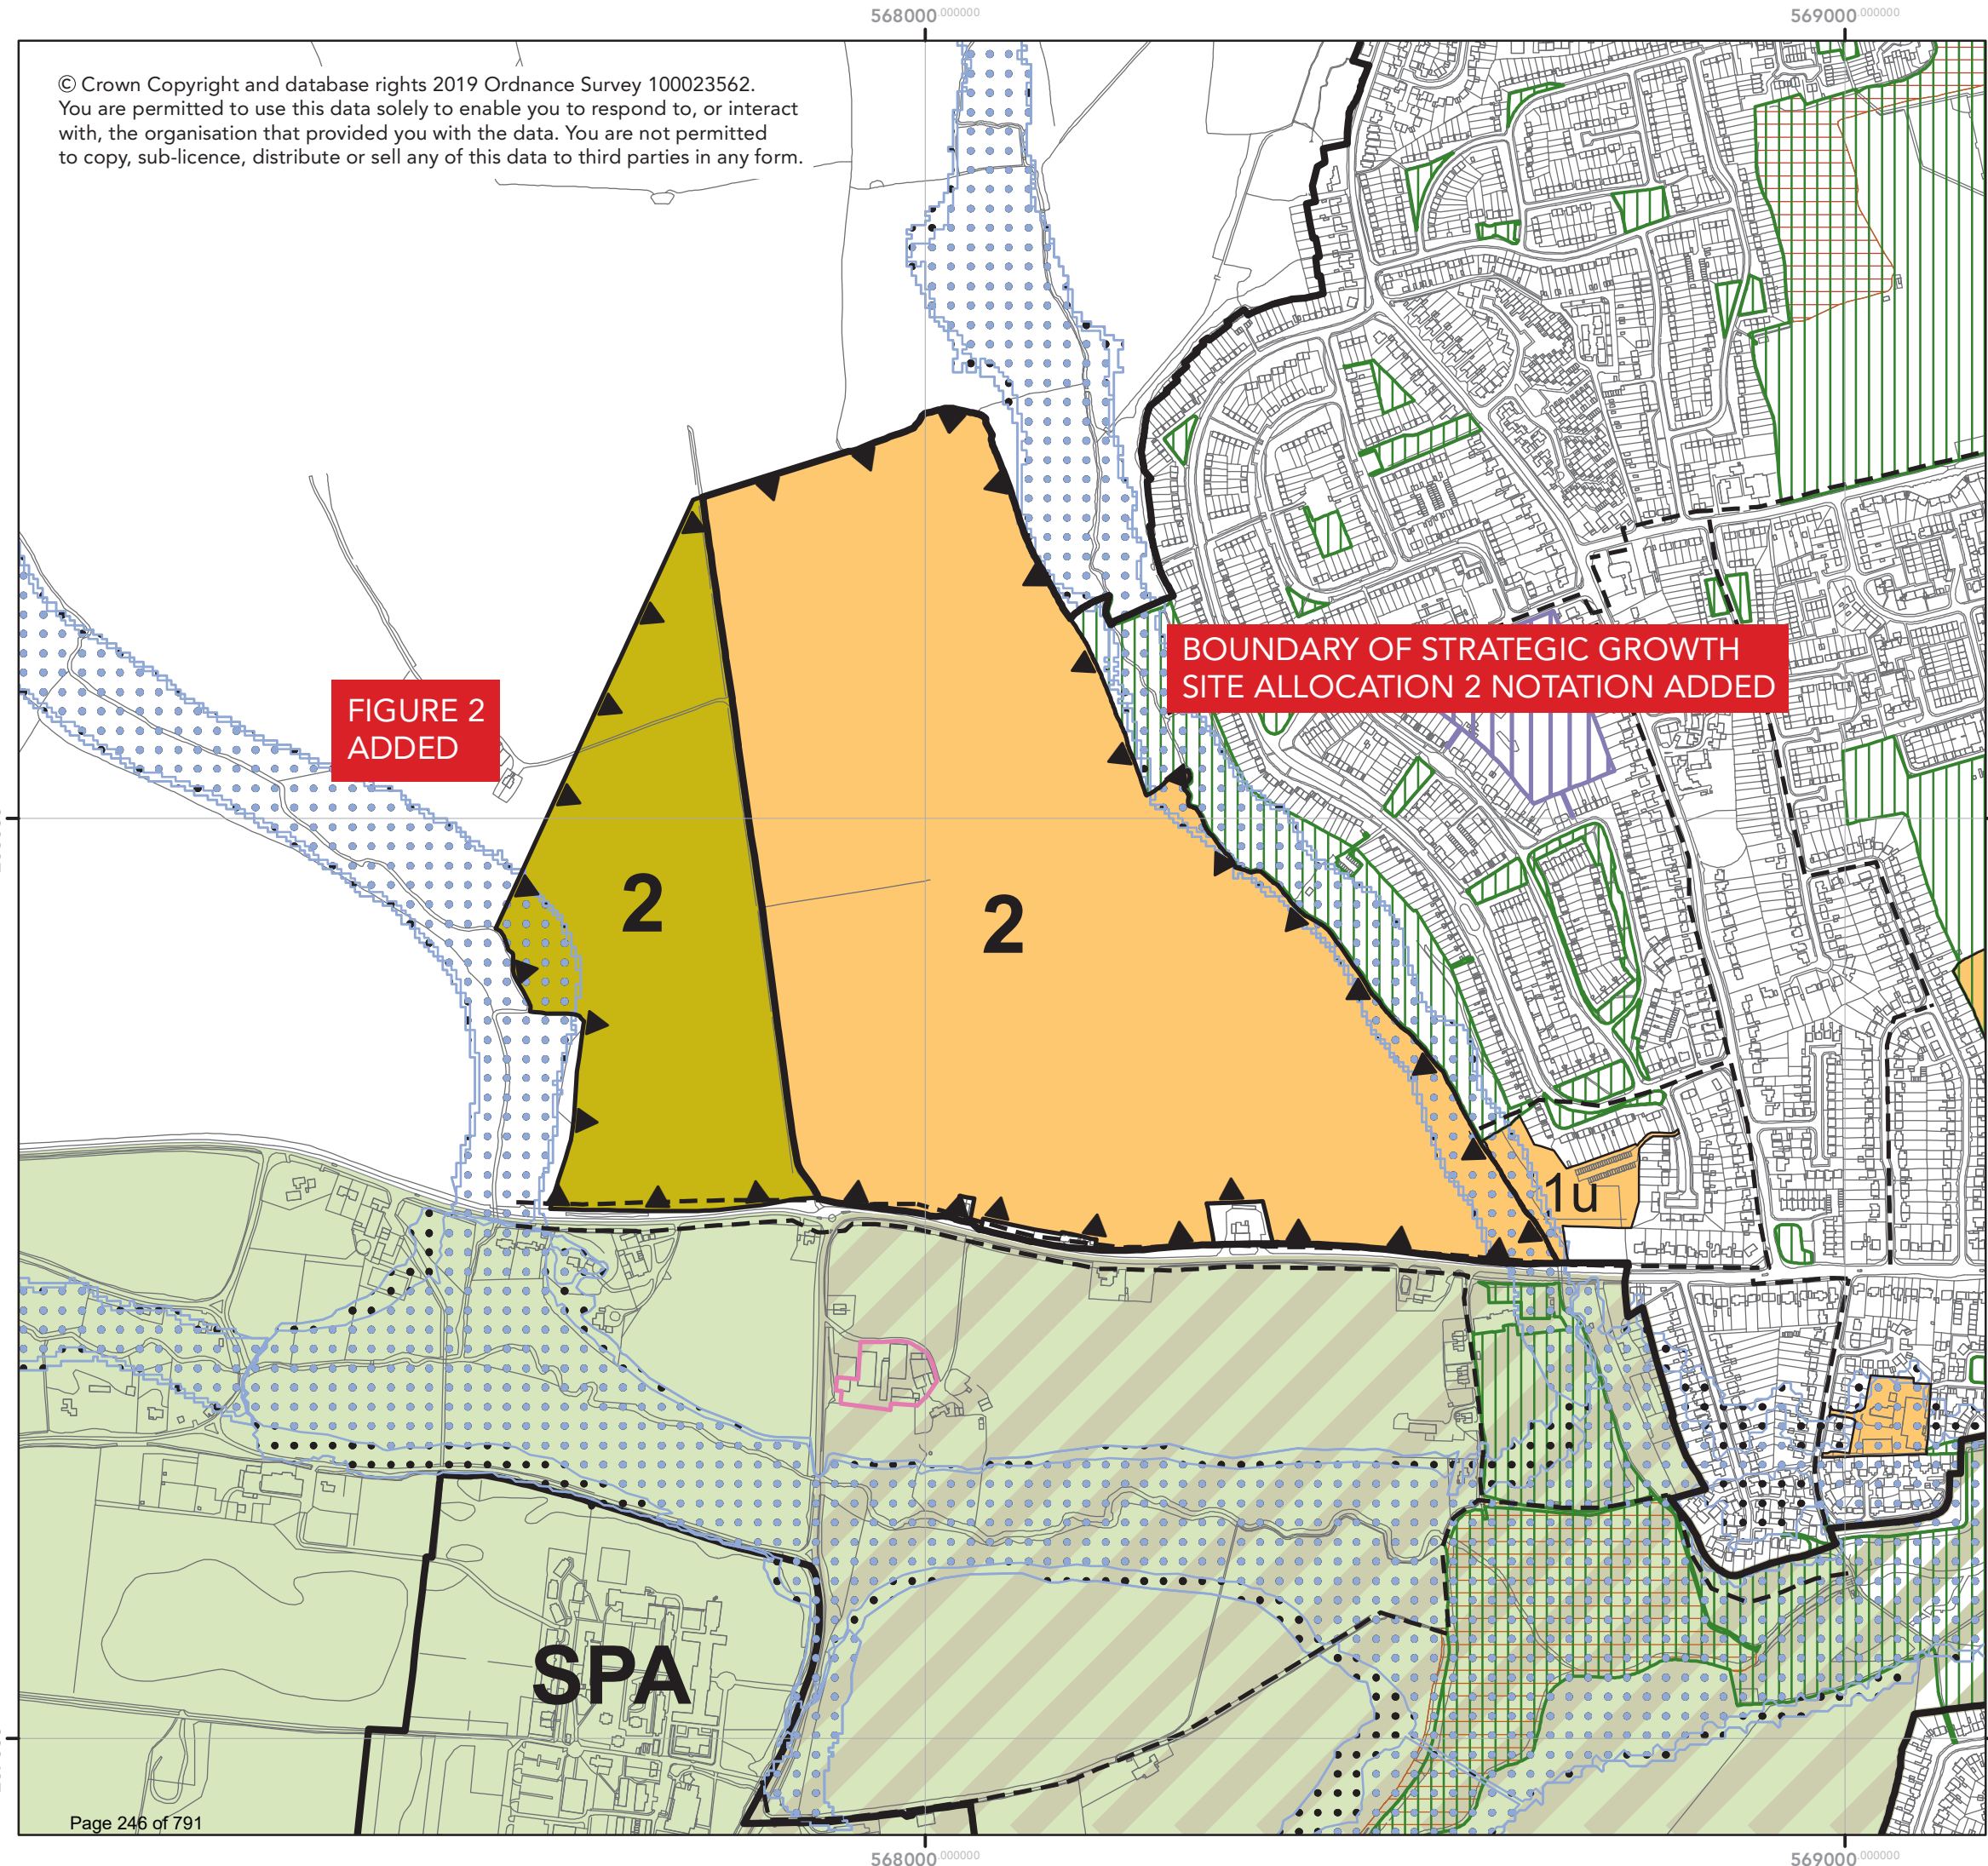 568000.000000
569000.000000
© Crown Copyright and database rights 2019 Ordnance Survey 100023562.
You are permitted to use this data solely to enable you to respond to, or interact
with, the organisation that provided you with the data. You are not permitted
to copy, sub-licence, distribute or sell any of this data to third parties in any form.
BOUNDARY OF STRATEGIC GROWTH
SITE ALLOCATION 2 NOTATION ADDED
FIGURE 2
ADDED
2
2
1u
SPA
Page 246 of 791
568000.000000
569000.000000